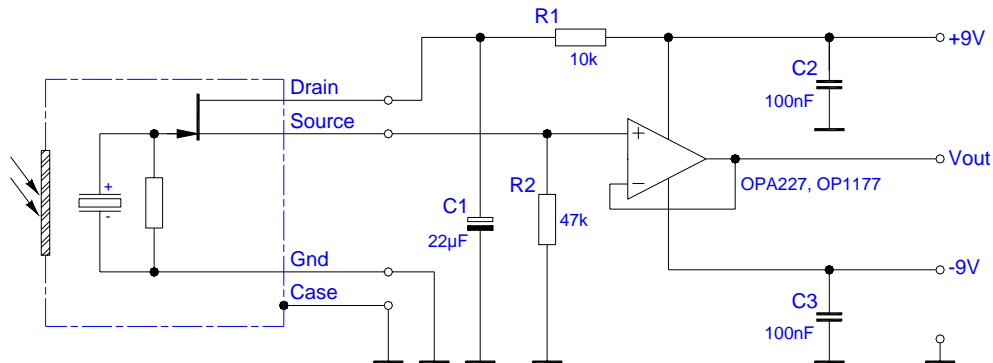 R1
10k
+9V
C2
100nF
Drain
Source
+
Vout
OPA227, OP1177
−
R2
47k
C1
22µF
+
-
Gnd
Case
-9V
C3
100nF